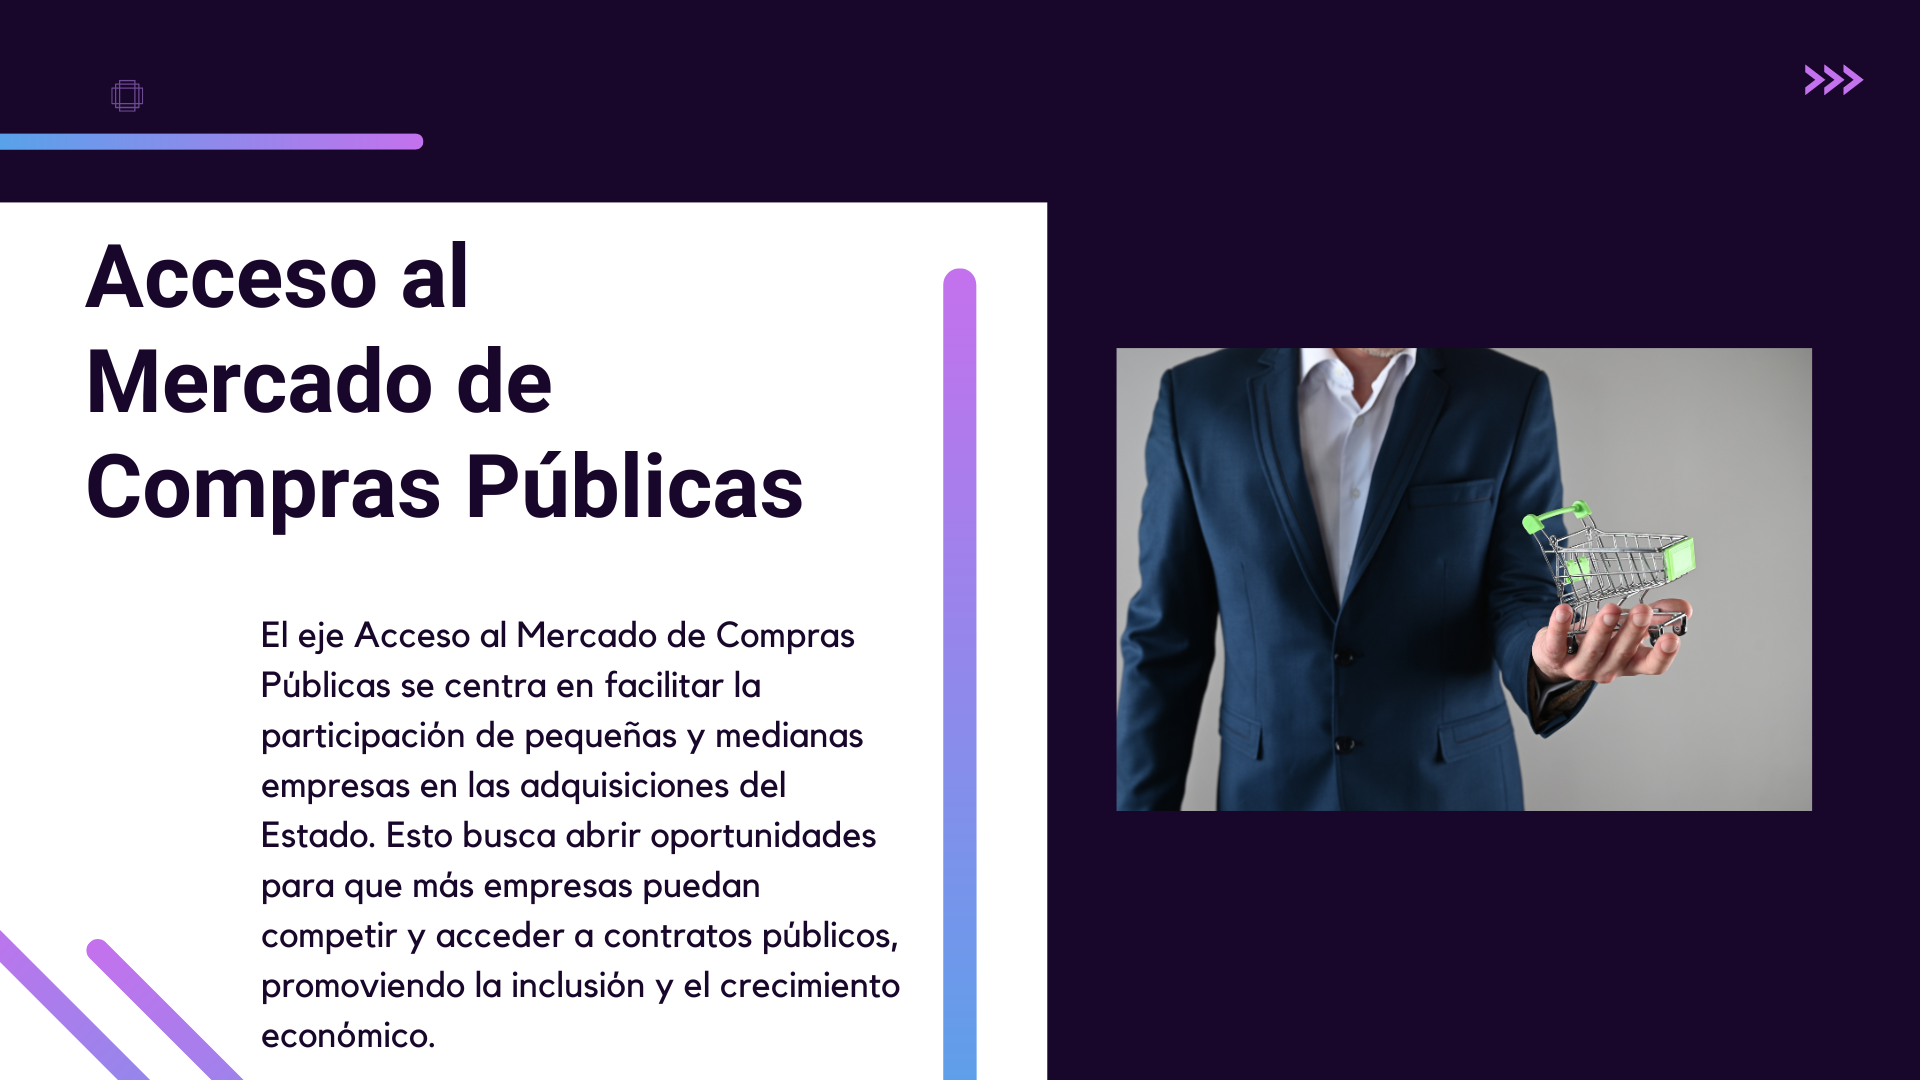 Acceso al
Mercado de
Compras Públicas
El eje Acceso al Mercado de Compras
Públicas se centra en facilitar la
participación de pequeñas y medianas
empresas en las adquisiciones del
Estado. Esto busca abrir oportunidades
para que más empresas puedan
competir y acceder a contratos públicos,
promoviendo la inclusión y el crecimiento
económico.